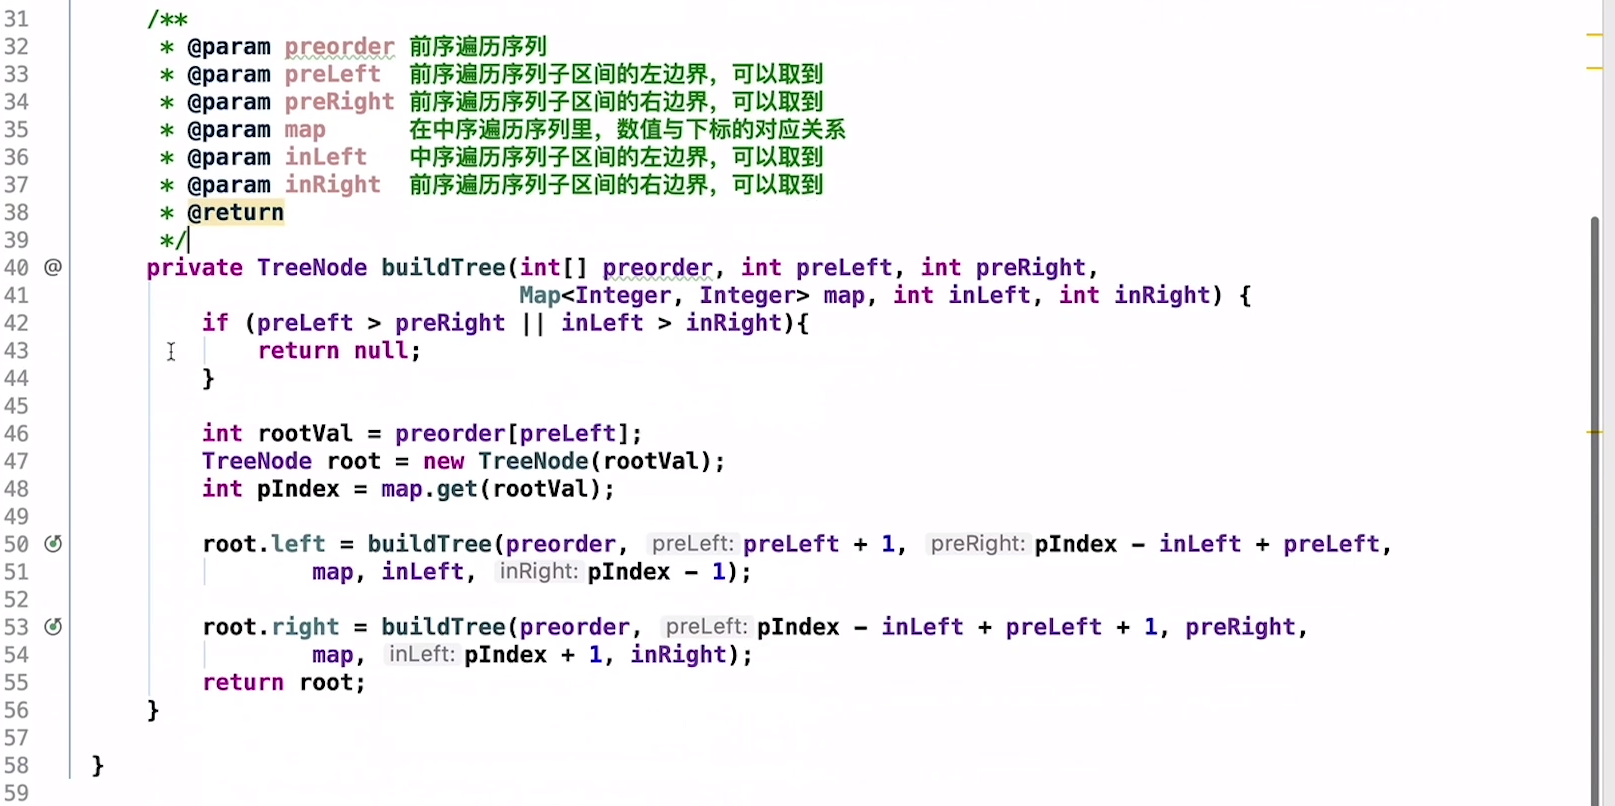 31 /**
32 * @param preorder 前序遍历序列
33 * @param preLeft 前序遍历序列子区间的左边界，可以取到
34 * @param preRight 前序遍历序列子区间的右边界，可以取到
35 * @param map 在中序遍历序列里，数值与下标的对应关系
36 * @param inLeft 中序遍历序列子区间的左边界，可以取到
37 * @param inRight 前序遍历序列子区间的右边界，可以取到
38 * @return
39 */
40 @ private TreeNode buildTree(int[] preorder, int preLeft, int preRight,
41 Map<Integer, Integer> map, int inLeft, int inRight) {
42 if (preLeft > preRight || inLeft > inRight){
43 return null;
44 }
45
46 int rootVal = preorder[preLeft];
47 TreeNode root = new TreeNode(rootVal);
48 int pIndex = map.get(rootVal);
49
50 root.left = buildTree(preorder, preLeft: preLeft + 1, preRight: pIndex - inLeft + preLeft,
51 map, inLeft, inRight: pIndex - 1);
52
53 root.right = buildTree(preorder, preLeft: pIndex - inLeft + preLeft + 1, preRight,
54 map, inLeft: pIndex + 1, inRight);
55 return root;
56 }
57
58 }
59